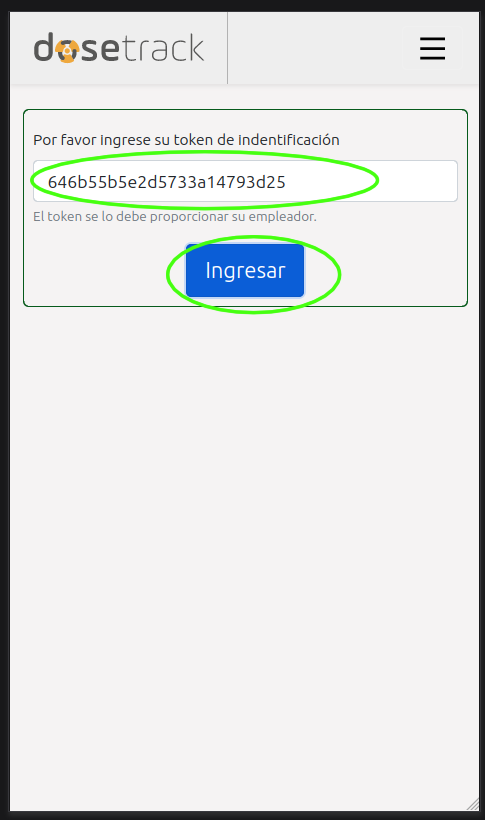 dosetrack
Por favor ingrese su token de indentificación
646b55b5e2d5733a14793d25
El token se lo debe proporcionar su empleador.
Ingresar